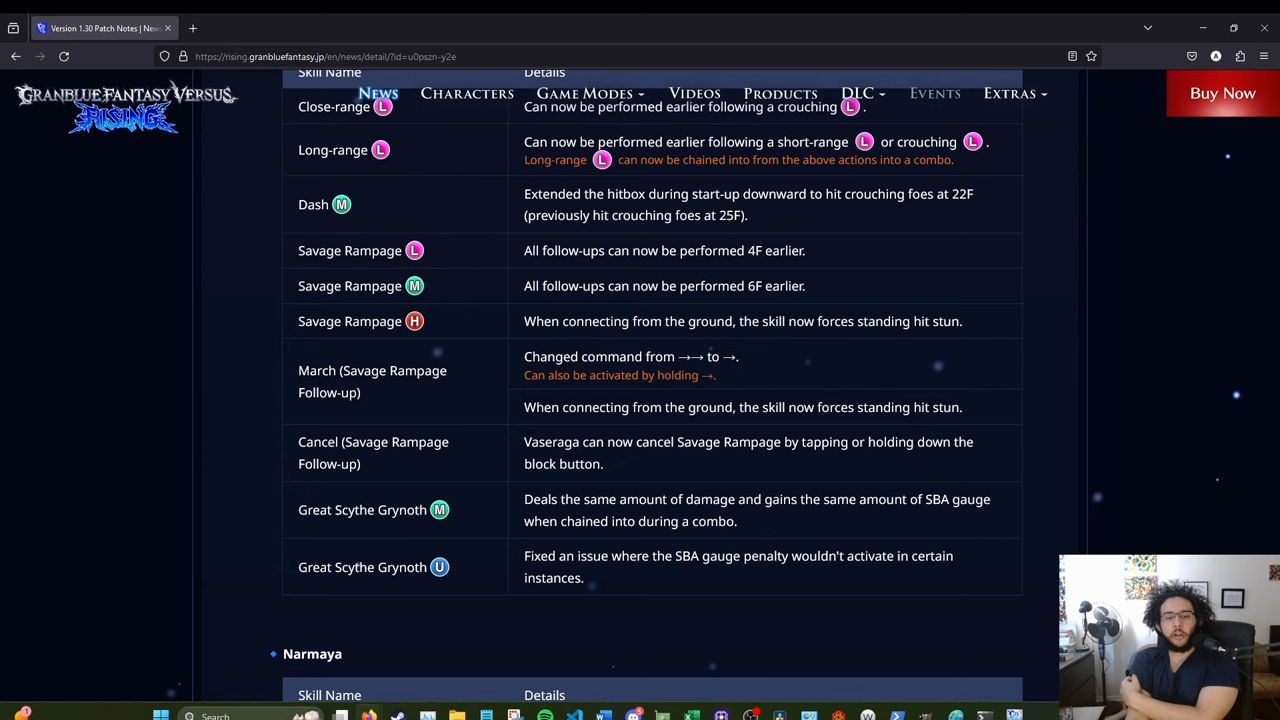 Version 1.30 Patch Notes | New
https://rising.granbluefantasy.jp/en/news/detail/?id=u0pszn-y2e
GRANBLUE FANTASY VERSUS
RISING
NEWS
CHARACTERS
GAME MODES
VIDEOS
PRODUCTS
DLC
EVENTS
EXTRAS
Buy Now
Skill Name Details
Close-range L Can now be performed earlier following a crouching L .
Long-range L Can now be performed earlier following a short-range L or crouching L .
Long-range L can now be chained into from the above actions into a combo.
Dash M Extended the hitbox during start-up downward to hit crouching foes at 22F
(previously hit crouching foes at 25F).
Savage Rampage L All follow-ups can now be performed 4F earlier.
Savage Rampage M All follow-ups can now be performed 6F earlier.
Savage Rampage H When connecting from the ground, the skill now forces standing hit stun.
March (Savage Rampage
Follow-up)
Changed command from →→ to →.
Can also be activated by holding →.
When connecting from the ground, the skill now forces standing hit stun.
Cancel (Savage Rampage
Follow-up)
Vaseraga can now cancel Savage Rampage by tapping or holding down the
block button.
Great Scythe Grynoth M Deals the same amount of damage and gains the same amount of SBA gauge
when chained into during a combo.
Great Scythe Grynoth U Fixed an issue where the SBA gauge penalty wouldn't activate in certain
instances.
Narmaya
Skill Name Details
Search